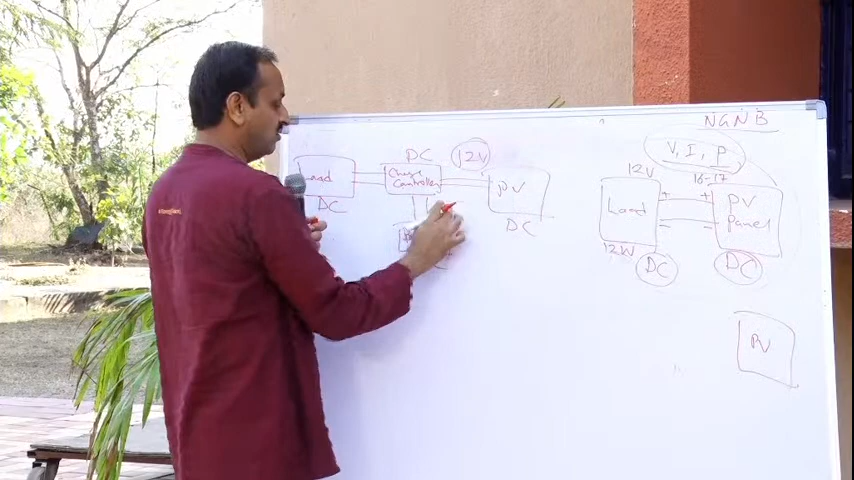 NGNB
V, I, P
DC
12V
12V
16-17
Load
Charge
Controller
PV
DC
DC
Load
+
+
PV
Panel
12W
DC
DC
PV